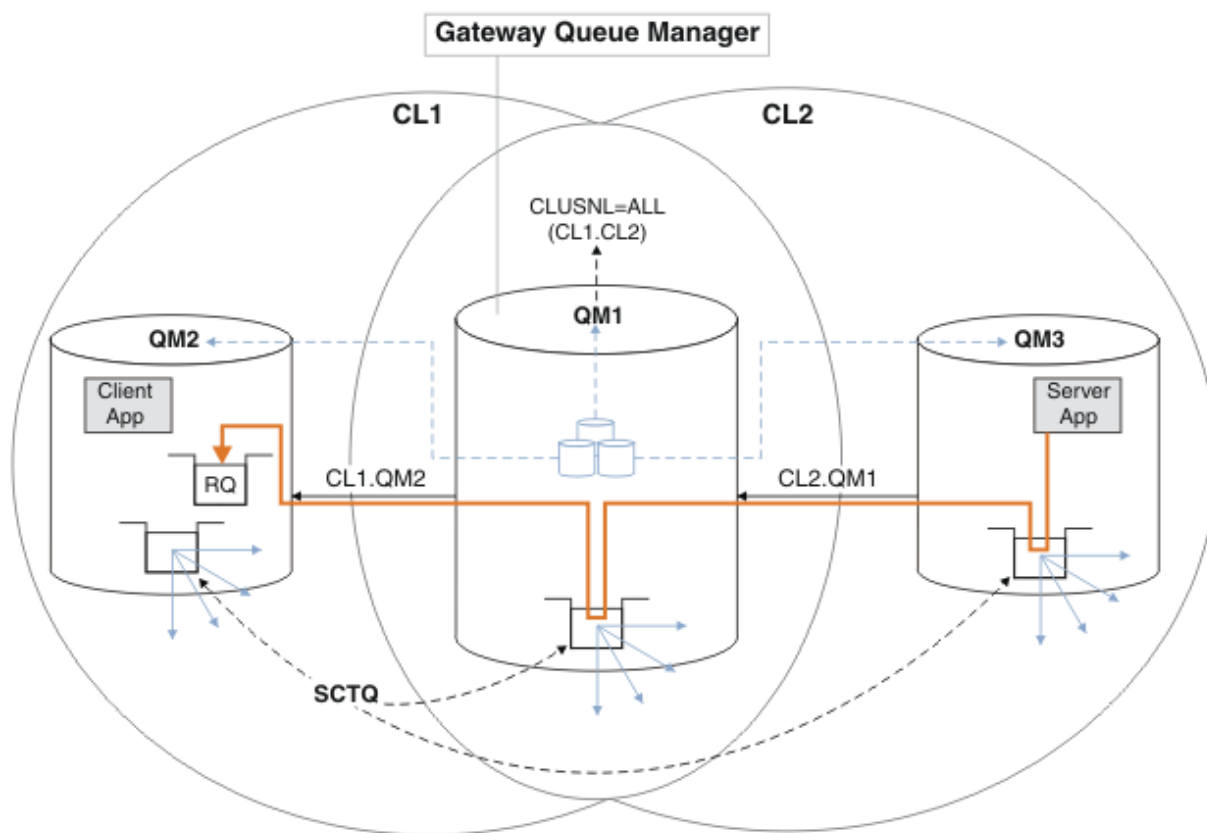 Gateway Queue Manager
CL1
CL2
CLUSNL=ALL
(CL1.CL2)
QM2
QM1
QM3
Client
App
Server
App
RQ
CL1.QM2
CL2.QM1
SCTQ